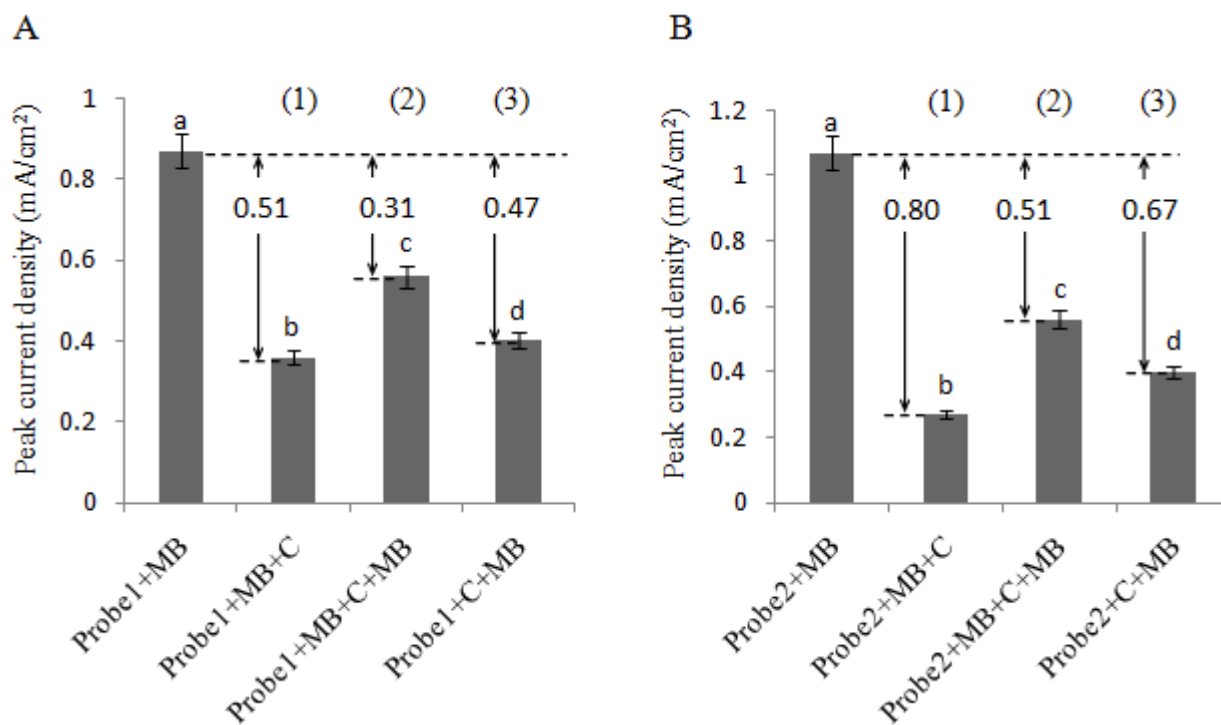 A
Peak current density (mA/cm²)
1
0.8
0.6
0.4
0.2
0
(1) (2) (3)
a
0.51 0.31 0.47
b
c
d
Probe1+MB
Probe1+MB+C
Probe1+MB+C+MB
Probe1+C+MB
B
Peak current density (mA/cm²)
1.2
1
0.8
0.6
0.4
0.2
0
(1) (2) (3)
a
0.80 0.51 0.67
b
c
d
Probe2+MB
Probe2+MB+C
Probe2+MB+C+MB
Probe2+C+MB